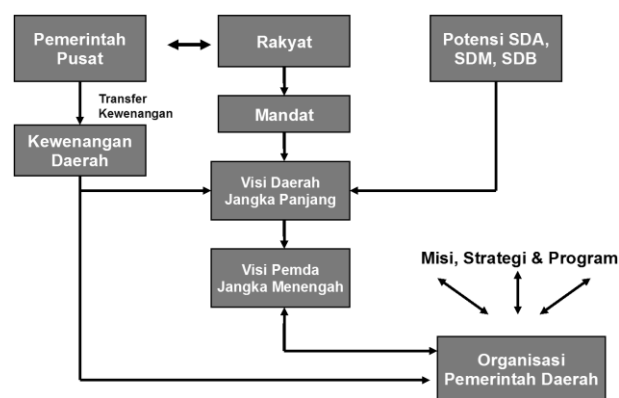 Pemerintah
Pusat
Rakyat
Potensi SDA,
SDM, SDB
Transfer
Kewenangan
Mandat
Kewenangan
Daerah
Visi Daerah
Jangka Panjang
Visi Pemda
Jangka Menengah
Misi, Strategi & Program
Organisasi
Pemerintah Daerah